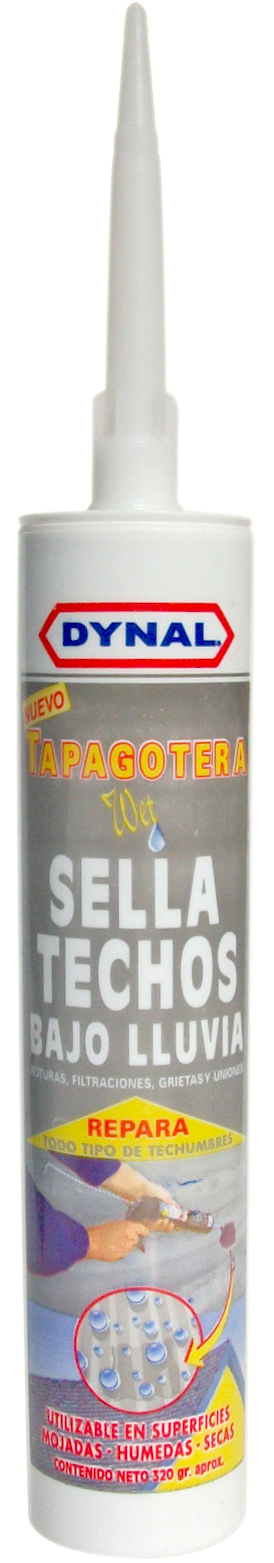 DYNAL
NUEVO
TAPAGOTERA
Wet
SELLA
TECHOS
BAJO LLUVIA
ROTURAS, FILTRACIONES, GRIETAS Y UNIONES
REPARA
TODO TIPO DE TECHUMBRES
UTILIZABLE EN SUPERFICIES
MOJADAS - HUMEDAS - SECAS
CONTENIDO NETO 320 gr. aprox.